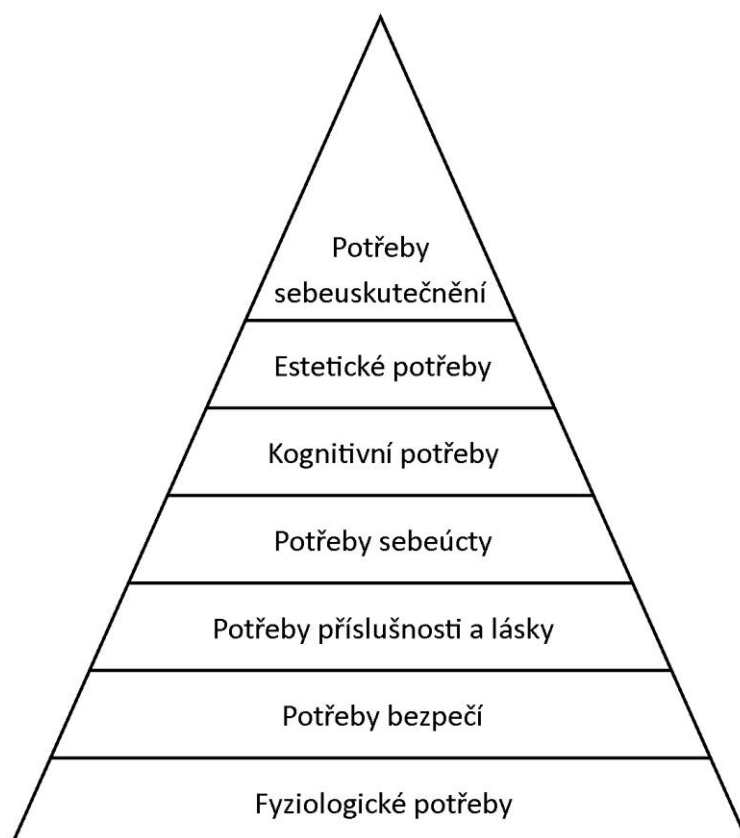 Potřeby
sebeuskutečnění
Estetické potřeby
Kognitivní potřeby
Potřeby sebeúcty
Potřeby příslušnosti a lásky
Potřeby bezpečí
Fyziologické potřeby